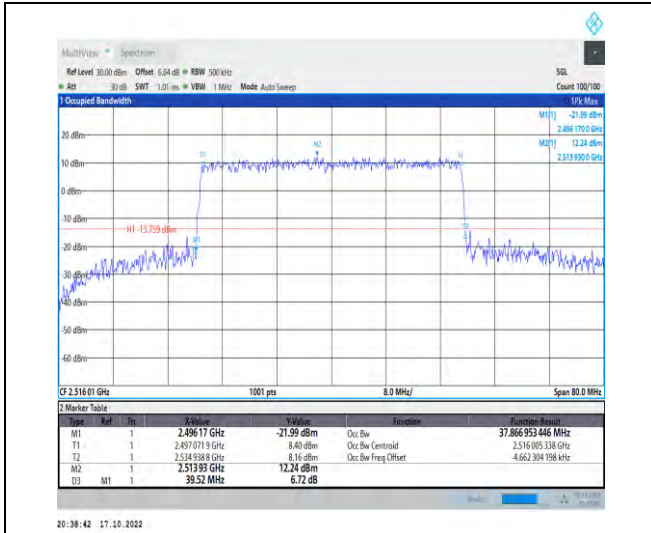 MultiView Spectrum
Ref Level 30.00 dBm Offset 6.64 dB RBW 500 kHz SGL
Att 30 dB SWT 1.01 ms VBW 1 MHz Mode Auto Sweep Count 100/100
1 Occupied Bandwidth 1Pk Max
M1[1] -21.99 dBm
2.496 170 0 GHz
M2[1] 12.24 dBm
2.513 930 0 GHz
20 dBm
M2
T1
10 dBm
0 dBm
-10 dBm
H1 -13.759 dBm
M1
-20 dBm
-30 dBm
-40 dBm
-50 dBm
-60 dBm
CF 2.516 01 GHz 1001 pts 8.0 MHz/ Span 80.0 MHz
2 Marker Table
Type Ref Trc X-Value Y-Value Function Function Result
M1 1 2.496 17 GHz -21.99 dBm Occ Bw 37.866 953 446 MHz
T1 1 2.497 071 9 GHz 8.40 dBm Occ Bw Centroid 2.516 005 338 GHz
T2 1 2.534 938 8 GHz 8.16 dBm Occ Bw Freq Offset -4.662 304 198 kHz
M2 1 2.513 93 GHz 12.24 dBm
D3 M1 1 39.52 MHz 6.72 dB
20:38:42 17.10.2022